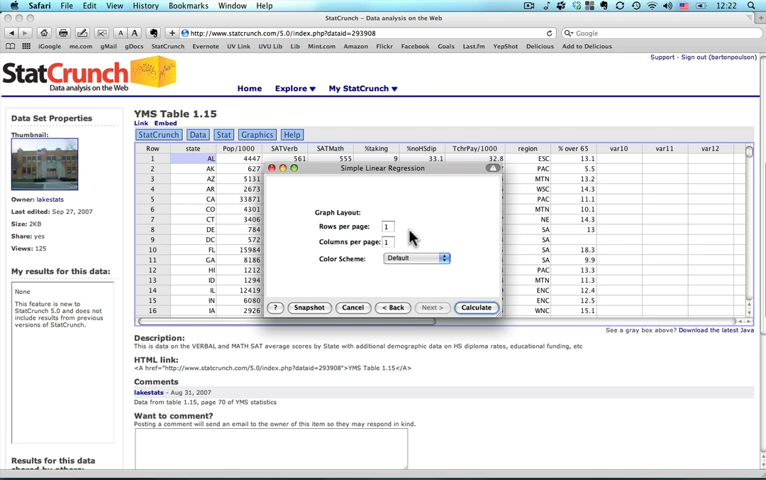 Safari File Edit View History Bookmarks Window Help 12:22
StatCrunch – Data analysis on the Web
http://www.statcrunch.com/5.0/index.php?dataid=293908
iGoogle gMail gDocs StatCrunch Evernote UV Link UVU Lib Mint.com Amazon Flickr Facebook Goals Last.fm YepShot Delicious Add to Delicious
Support - Sign out (bartonpoulson)
StatCrunch
Data analysis on the Web
Home Explore My StatCrunch
Data Set Properties
Thumbnail:
Owner: lakestats
Last edited: Sep 27, 2007
Size: 2KB
Share: yes
Views: 125
My results for this data:
None
This feature is new to
StatCrunch 5.0 and does not
include results from
previous versions of
StatCrunch.
Results for this data
YMS Table 1.15
Link Embed
StatCrunch Data Stat Graphics Help
Row state Pop/1000 SATVerb SATMath %taking %noHSdip TchrPay/1000 region % over 65 var10 var11 var12
1 AL 4447 561 555 9 33.1 32.8 ESC 13.1
2 AK 627 PAC 5.5
3 AZ 5131 MTN 13.2
4 AR 2673 WSC 14.3
5 CA 33871 PAC 11.1
6 CO 4301 MTN 10.1
7 CT 3406 NE 14.3
8 DE 784 SA 13
9 DC 572 SA
10 FL 15984 SA 18.3
11 GA 8186 SA 9.9
12 HI 1212 PAC 13.3
13 ID 1294 MTN 11.3
14 IL 12419 ENC 12.4
15 IN 6080 ENC 12.5
16 IA 2926 WNC 15.1
Simple Linear Regression
Graph Layout:
Rows per page: 1
Columns per page: 1
Color Scheme: Default
? Snapshot Cancel < Back Next > Calculate
See a gray box above? Download the latest Java
Description:
This is data on the VERBAL and MATH SAT average scores by State with additional demographic data on HS diploma rates, educational funding, etc
HTML link:
<A href="http://www.statcrunch.com/5.0/index.php?dataid=293908">YMS Table 1.15</A>
Comments
lakestats - Aug 31, 2007
Data from table 1.15, page 70 of YMS statistics
Want to comment?
Posting a comment will send an email to the owner of this item so they may respond in kind.